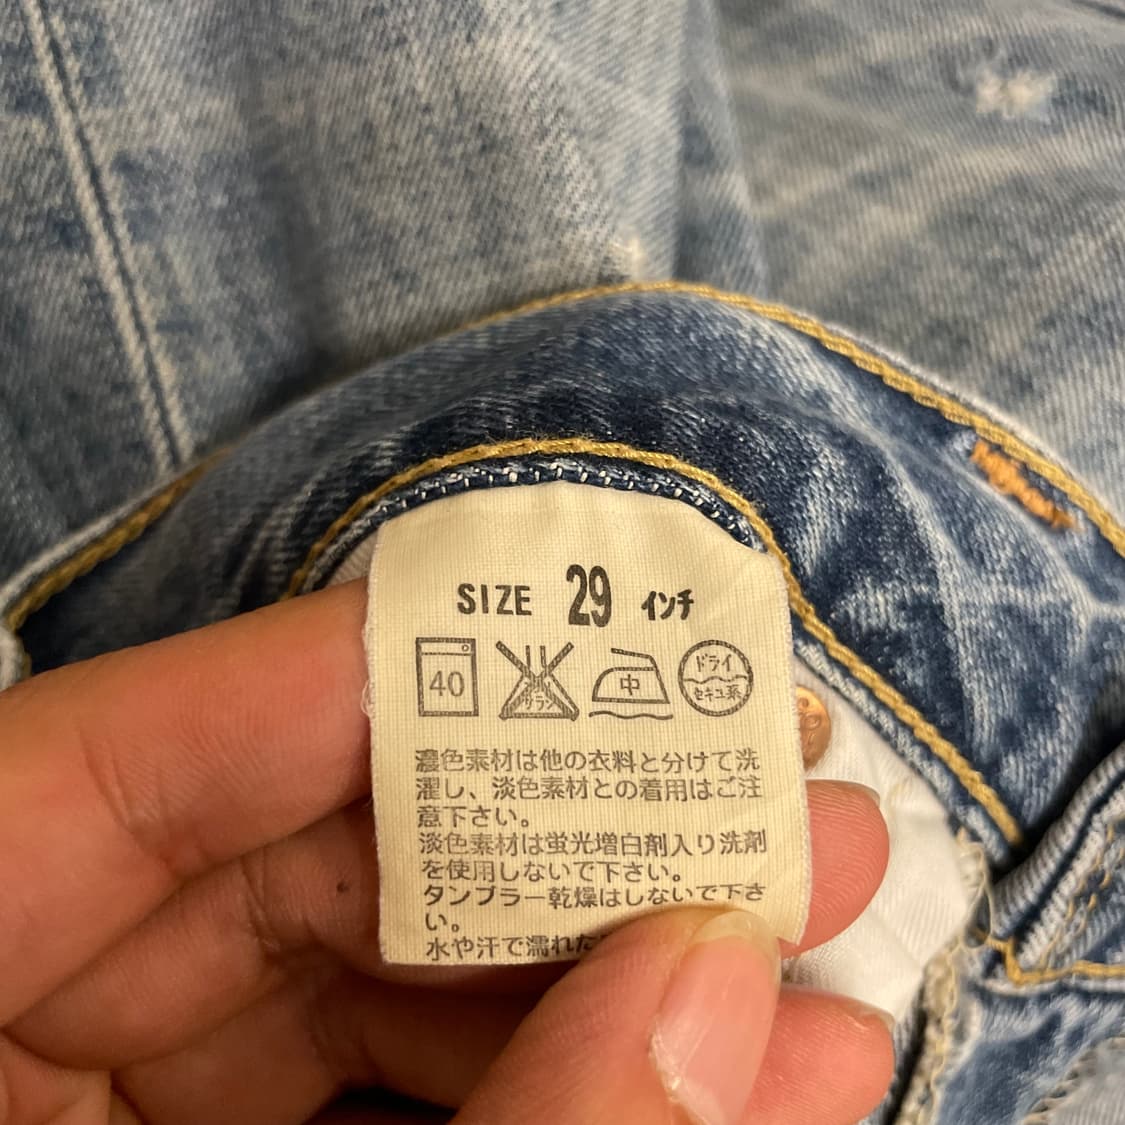 SIZE 29 インチ
40 サラシ 中 ドライ セキユ系
濃色素材は他の衣料と分けて洗
濯し、淡色素材との着用はご注
意下さい。
淡色素材は蛍光増白剤入り洗剤
を使用しないで下さい。
タンブラー乾燥はしないで下さ
い。
水や汗で濡れた